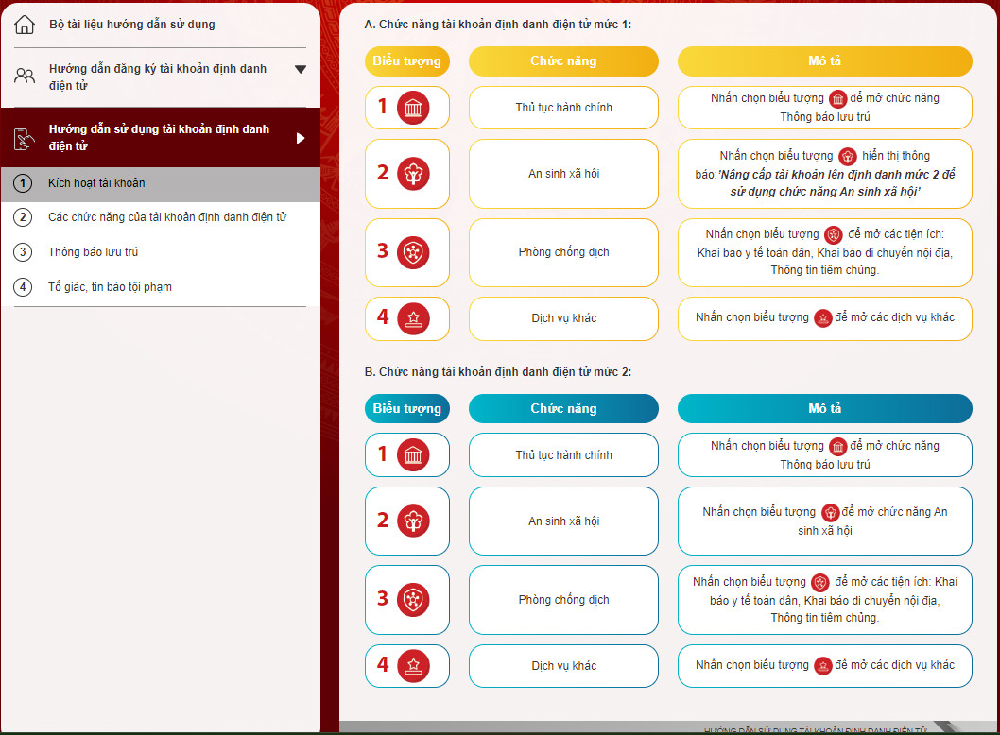 Bộ tài liệu hướng dẫn sử dụng
Hướng dẫn đăng ký tài khoản định danh
điện tử
Hướng dẫn sử dụng tài khoản định danh
điện tử
1 Kích hoạt tài khoản
2 Các chức năng của tài khoản định danh điện tử
3 Thông báo lưu trú
4 Tố giác, tin báo tội phạm
A. Chức năng tài khoản định danh điện tử mức 1:
Biểu tượng Chức năng Mô tả
1 Thủ tục hành chính Nhấn chọn biểu tượng để mở chức năng
Thông báo lưu trú
2 An sinh xã hội Nhấn chọn biểu tượng hiển thị thông
báo:'Nâng cấp tài khoản lên định danh mức 2 để
sử dụng chức năng An sinh xã hội'
3 Phòng chống dịch Nhấn chọn biểu tượng để mở các tiện ích:
Khai báo y tế toàn dân, Khai báo di chuyển nội địa,
Thông tin tiêm chủng.
4 Dịch vụ khác Nhấn chọn biểu tượng để mở các dịch vụ khác
B. Chức năng tài khoản định danh điện tử mức 2:
Biểu tượng Chức năng Mô tả
1 Thủ tục hành chính Nhấn chọn biểu tượng để mở chức năng
Thông báo lưu trú
2 An sinh xã hội Nhấn chọn biểu tượng để mở chức năng An
sinh xã hội
3 Phòng chống dịch Nhấn chọn biểu tượng để mở các tiện ích: Khai
báo y tế toàn dân, Khai báo di chuyển nội địa,
Thông tin tiêm chủng.
4 Dịch vụ khác Nhấn chọn biểu tượng để mở các dịch vụ khác
HƯỚNG DẪN SỬ DỤNG TÀI KHOẢN ĐỊNH DANH ĐIỆN TỬ